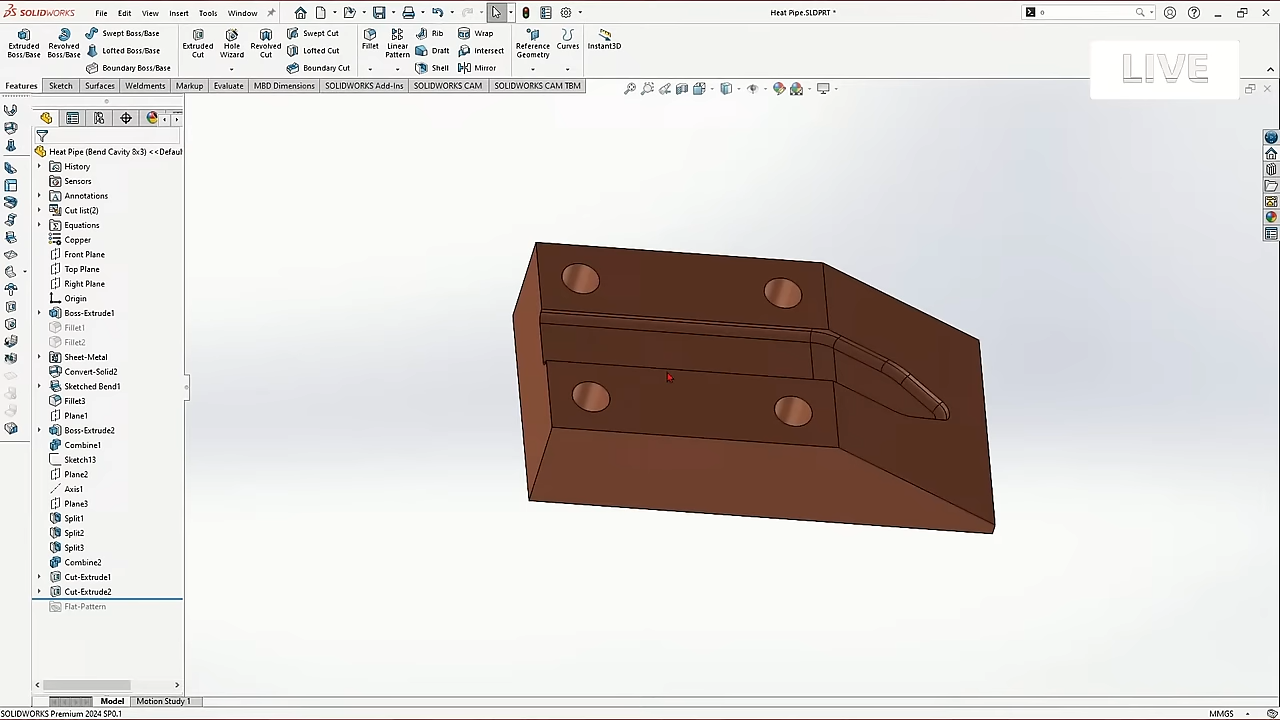 SOLIDWORKS File Edit View Insert Tools Window Heat Pipe.SLDPRT * o
Extruded Boss/Base Revolved Boss/Base Swept Boss/Base Lofted Boss/Base Boundary Boss/Base Extruded Cut Hole Wizard Revolved Cut Swept Cut Lofted Cut Boundary Cut Fillet Linear Pattern Rib Draft Shell Wrap Intersect Reference Geometry Curves Instant3D
LIVE
Features Sketch Surfaces Weldments Markup Evaluate MBD Dimensions SOLIDWORKS Add-Ins SOLIDWORKS CAM SOLIDWORKS CAM TBM
Heat Pipe (Bend Cavity 8x3) <<Defaul
History
Sensors
Annotations
Cut list(2)
Equations
Copper
Front Plane
Top Plane
Right Plane
Origin
Boss-Extrude1
Fillet1
Fillet2
Sheet-Metal
Convert-Solid2
Sketched Bend1
Fillet3
Plane1
Boss-Extrude2
Combine1
Sketch13
Plane2
Axis1
Plane3
Split1
Split2
Split3
Combine2
Cut-Extrude1
Cut-Extrude2
Flat-Pattern
Model Motion Study 1
SOLIDWORKS Premium 2024 SP0.1 MMGS